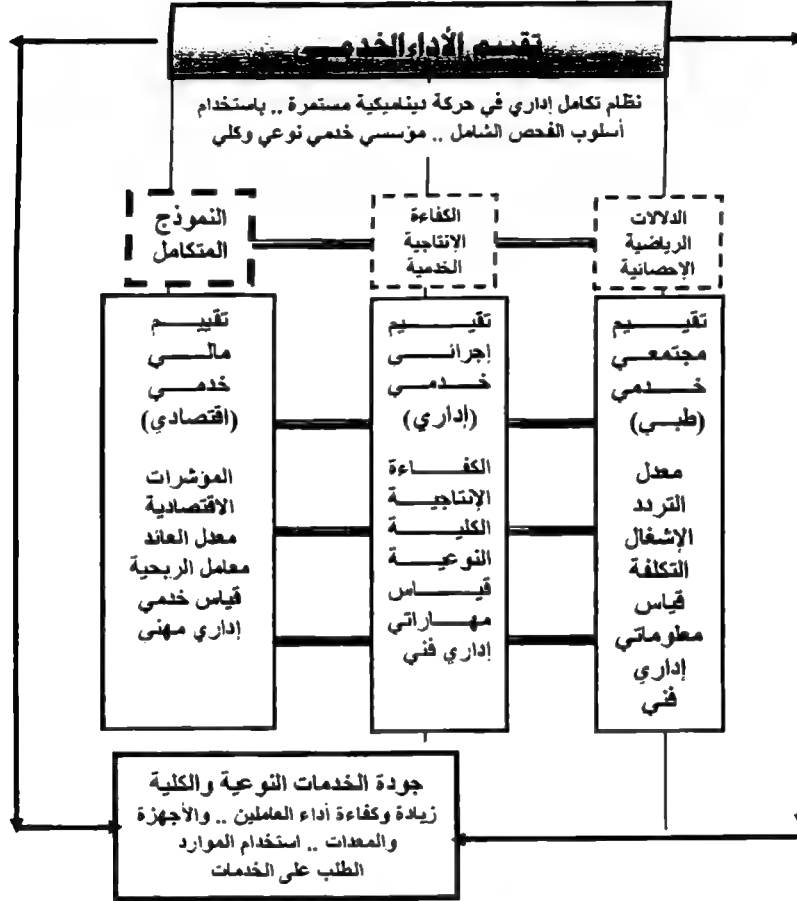 تقييم الأداء الخدمي
نظام تكامل إداري في حركة ديناميكية مستمرة .. باستخدام
أسلوب الفحص الشامل .. مؤسسي خدمي نوعي وكلي
الدلالات
الرياضية
الإحصائية
الكفاءة
الإنتاجية
الخدمية
النموذج
المتكامل
تقييم
مجتمعي
خدمي
(طبي)
معدل
التردد
الإشغال
التكلفة
قياس
معلوماتي
إداري
فني
تقييم
إجرائي
خدمي
(إداري)
الكفاءة
الإنتاجية
الكلية
النوعية
قياس
مهاراتي
إداري فني
تقييم
مالي
خدمي
(اقتصادي)
المؤشرات
الاقتصادية
معدل العائد
معامل الربحية
قياس خدمي
إداري مهني
جودة الخدمات النوعية والكلية
زيادة وكفاءة أداء العاملين .. والأجهزة
والمعدات .. استخدام الموارد
الطلب على الخدمات